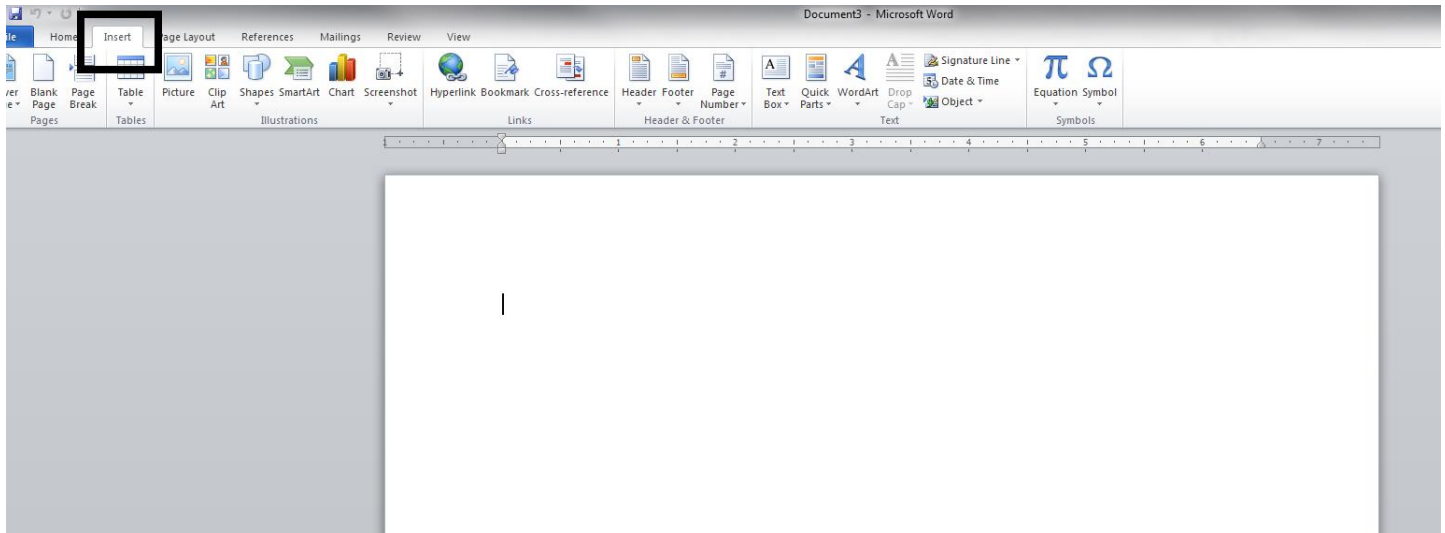 Document3 - Microsoft Word
Home Insert Page Layout References Mailings Review View
Blank Page
Page Break
Table
Picture
Clip Art
Shapes SmartArt Chart Screenshot
Hyperlink Bookmark Cross-reference
Header Footer
Page Number
Text Box
Quick Parts
WordArt
Drop Cap
Signature Line
Date & Time
Object
Equation Symbol
Pages Tables Illustrations Links Header & Footer Text Symbols
1 1 2 3 4 5 6 7